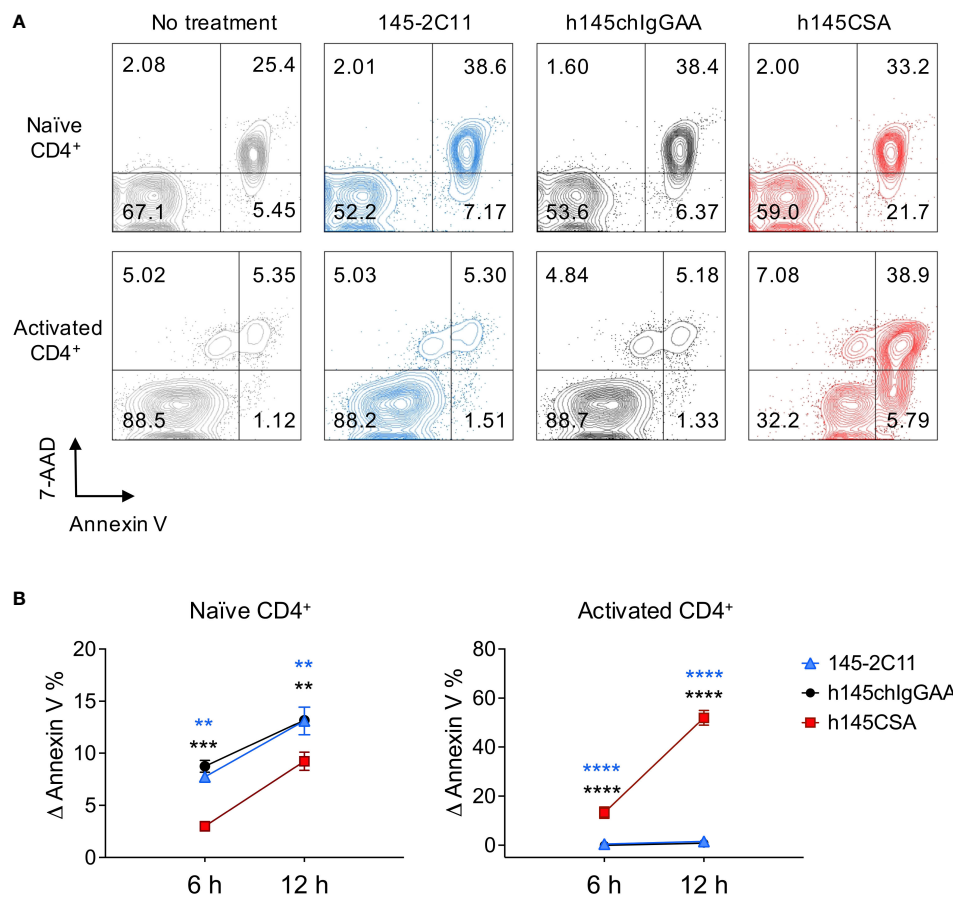 A
No treatment 145-2C11 h145chIgGAA h145CSA
Naïve
CD4+
2.08 25.4 2.01 38.6 1.60 38.4 2.00 33.2
67.1 5.45 52.2 7.17 53.6 6.37 59.0 21.7
Activated
CD4+
5.02 5.35 5.03 5.30 4.84 5.18 7.08 38.9
88.5 1.12 88.2 1.51 88.7 1.33 32.2 5.79
7-AAD
Annexin V
B
Naïve CD4+
Δ Annexin V %
20
15
10
5
0
**
***
**
**
6 h 12 h
Activated CD4+
Δ Annexin V %
80
60
40
20
0
****
****
****
****
6 h 12 h
145-2C11
h145chIgGAA
h145CSA